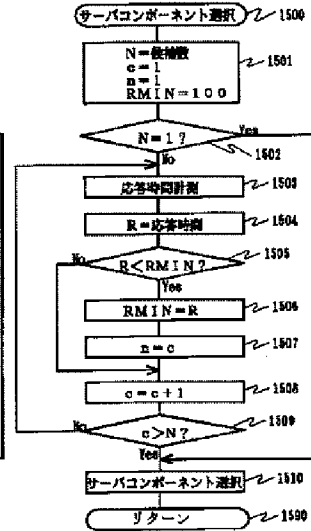 サーバコンポーネント選択 1500
N=候補数
c=1
n=1
RMIN=100
1501
N=1? Yes
No 1502
応答時間計測 1503
R=応答時間 1504
No R<RMIN? 1505
Yes
RMIN=R 1506
n=c 1507
c=c+1 1508
No c>N? 1509
Yes
サーバコンポーネント選択 1510
リターン 1590